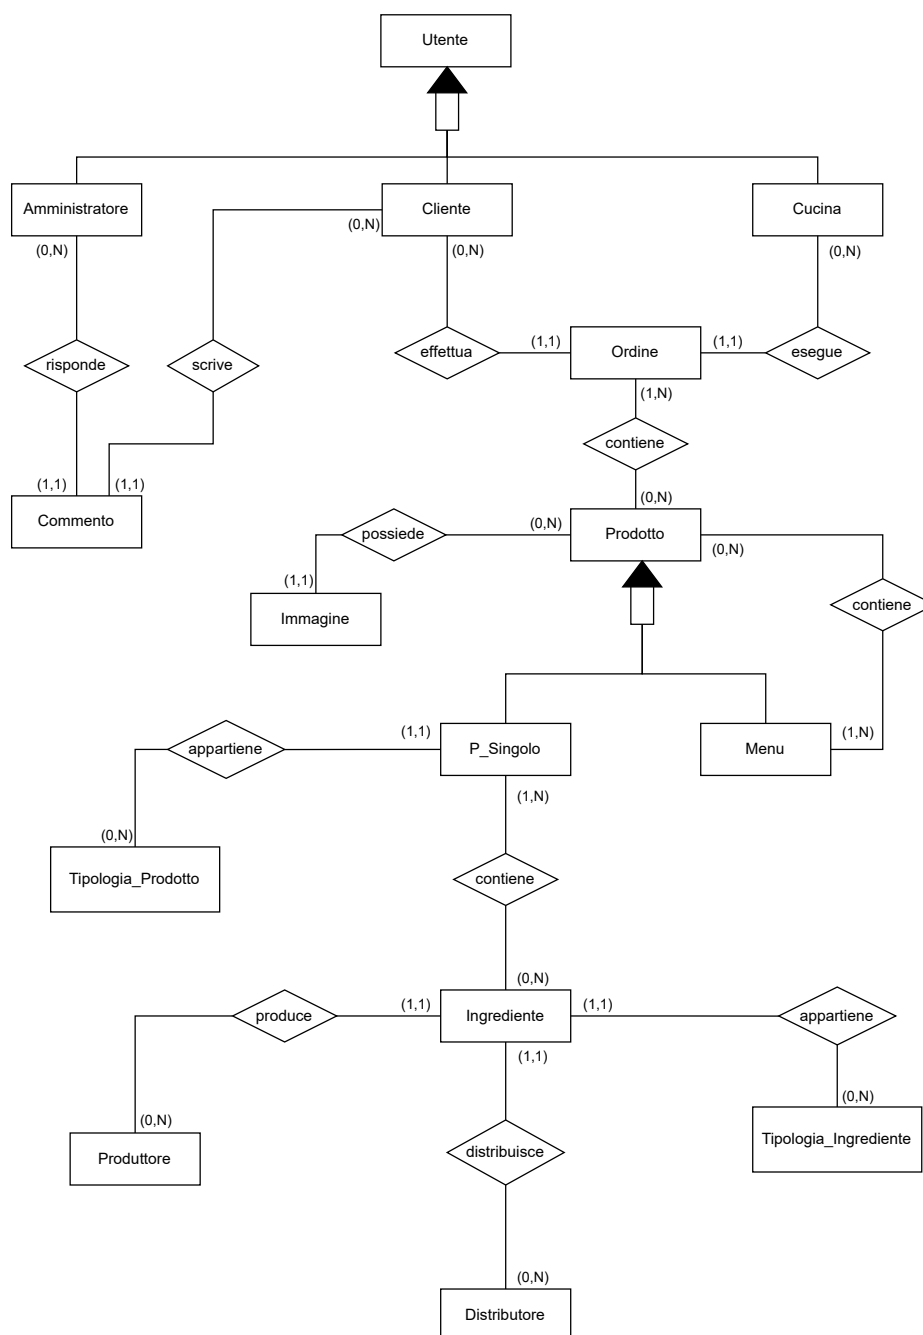 Utente
Amministratore
Cliente
Cucina
(0,N)
(0,N)
(0,N)
(0,N)
risponde
scrive
effettua
(1,1)
Ordine
(1,1)
esegue
(1,N)
contiene
(1,1)
(1,1)
Commento
(0,N)
possiede
(0,N)
Prodotto
(0,N)
(1,1)
Immagine
contiene
appartiene
(1,1)
P_Singolo
Menu
(1,N)
(1,N)
(0,N)
Tipologia_Prodotto
contiene
(0,N)
produce
(1,1)
Ingrediente
(1,1)
appartiene
(1,1)
(0,N)
(0,N)
Produttore
distribuisce
Tipologia_Ingrediente
(0,N)
Distributore